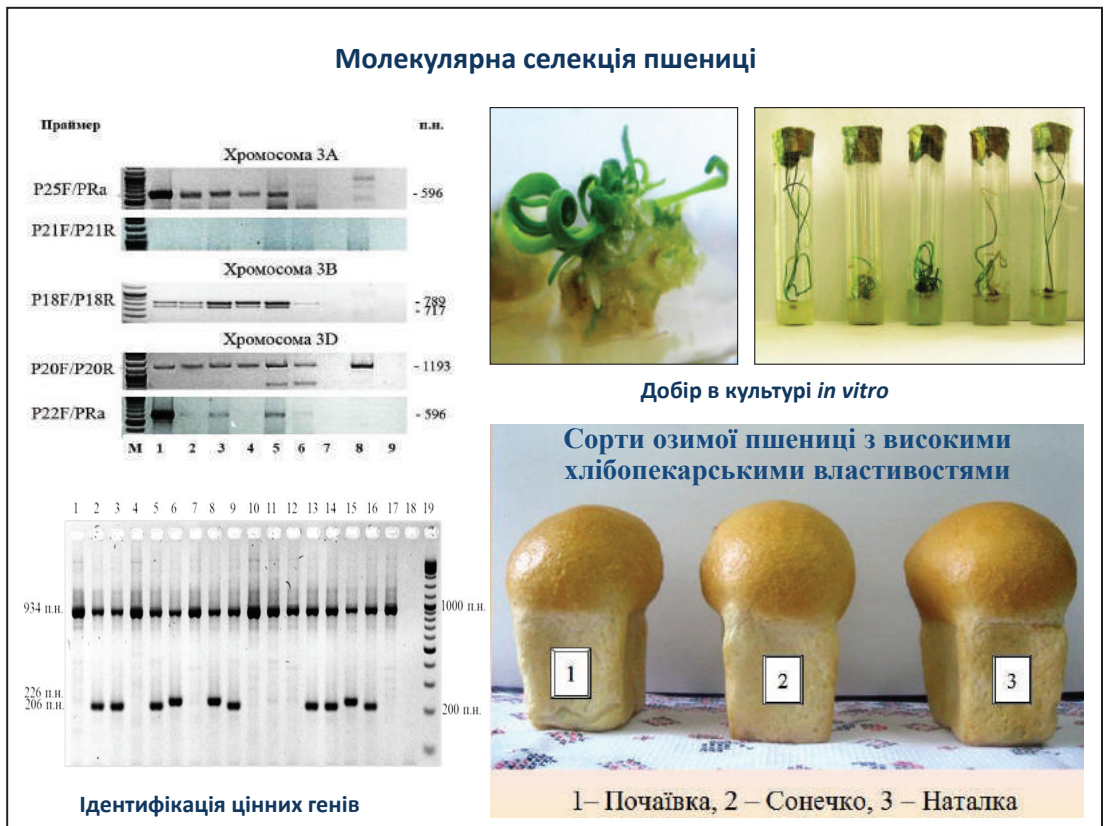 Молекулярна селекція пшениці
Праймер п.н.
Хромосома 3A
P25F/PRa - 596
P21F/P21R
Хромосома 3B
P18F/P18R - 789
- 717
Хромосома 3D
P20F/P20R - 1193
P22F/PRa - 596
M 1 2 3 4 5 6 7 8 9
1 2 3 4 5 6 7 8 9 10 11 12 13 14 15 16 17 18 19
934 п.н. 1000 п.н.
226 п.н.
206 п.н. 200 п.н.
Ідентифікація цінних генів
Добір в культурі in vitro
Сорти озимої пшениці з високими
хлібопекарськими властивостями
1 2 3
1– Почаївка, 2 – Сонечко, 3 – Наталка